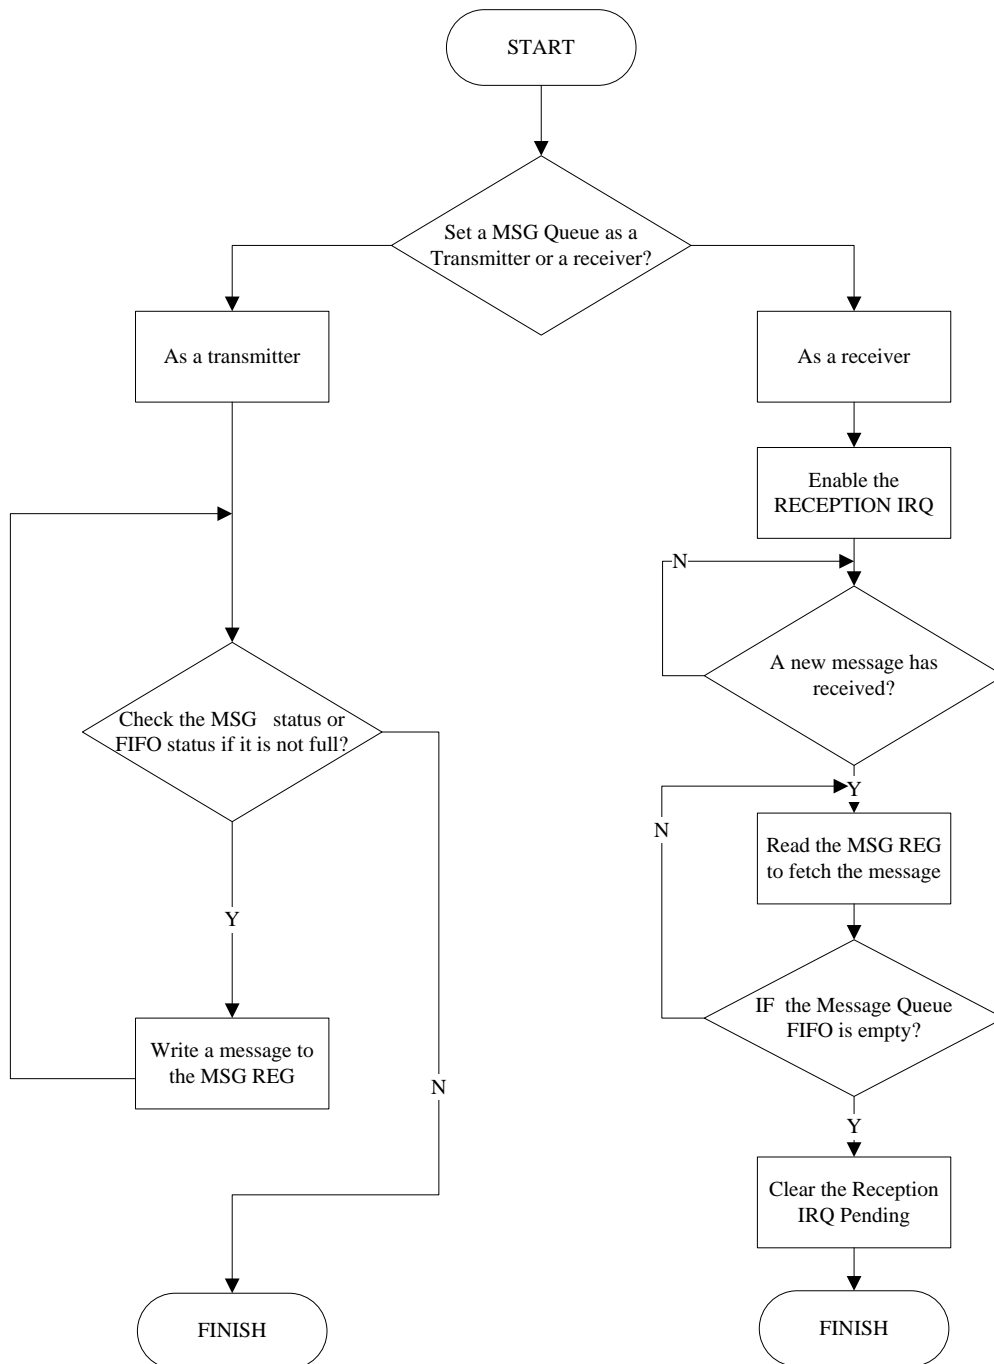 START
Set a MSG Queue as a
Transmitter or a receiver?
As a transmitter
As a receiver
Enable the
RECEPTION IRQ
N
A new message has
received?
Check the MSG status or
FIFO status if it is not full?
Y
N
Read the MSG REG
to fetch the message
Y
IF the Message Queue
FIFO is empty?
Write a message to
the MSG REG
N
Y
Clear the Reception
IRQ Pending
FINISH
FINISH